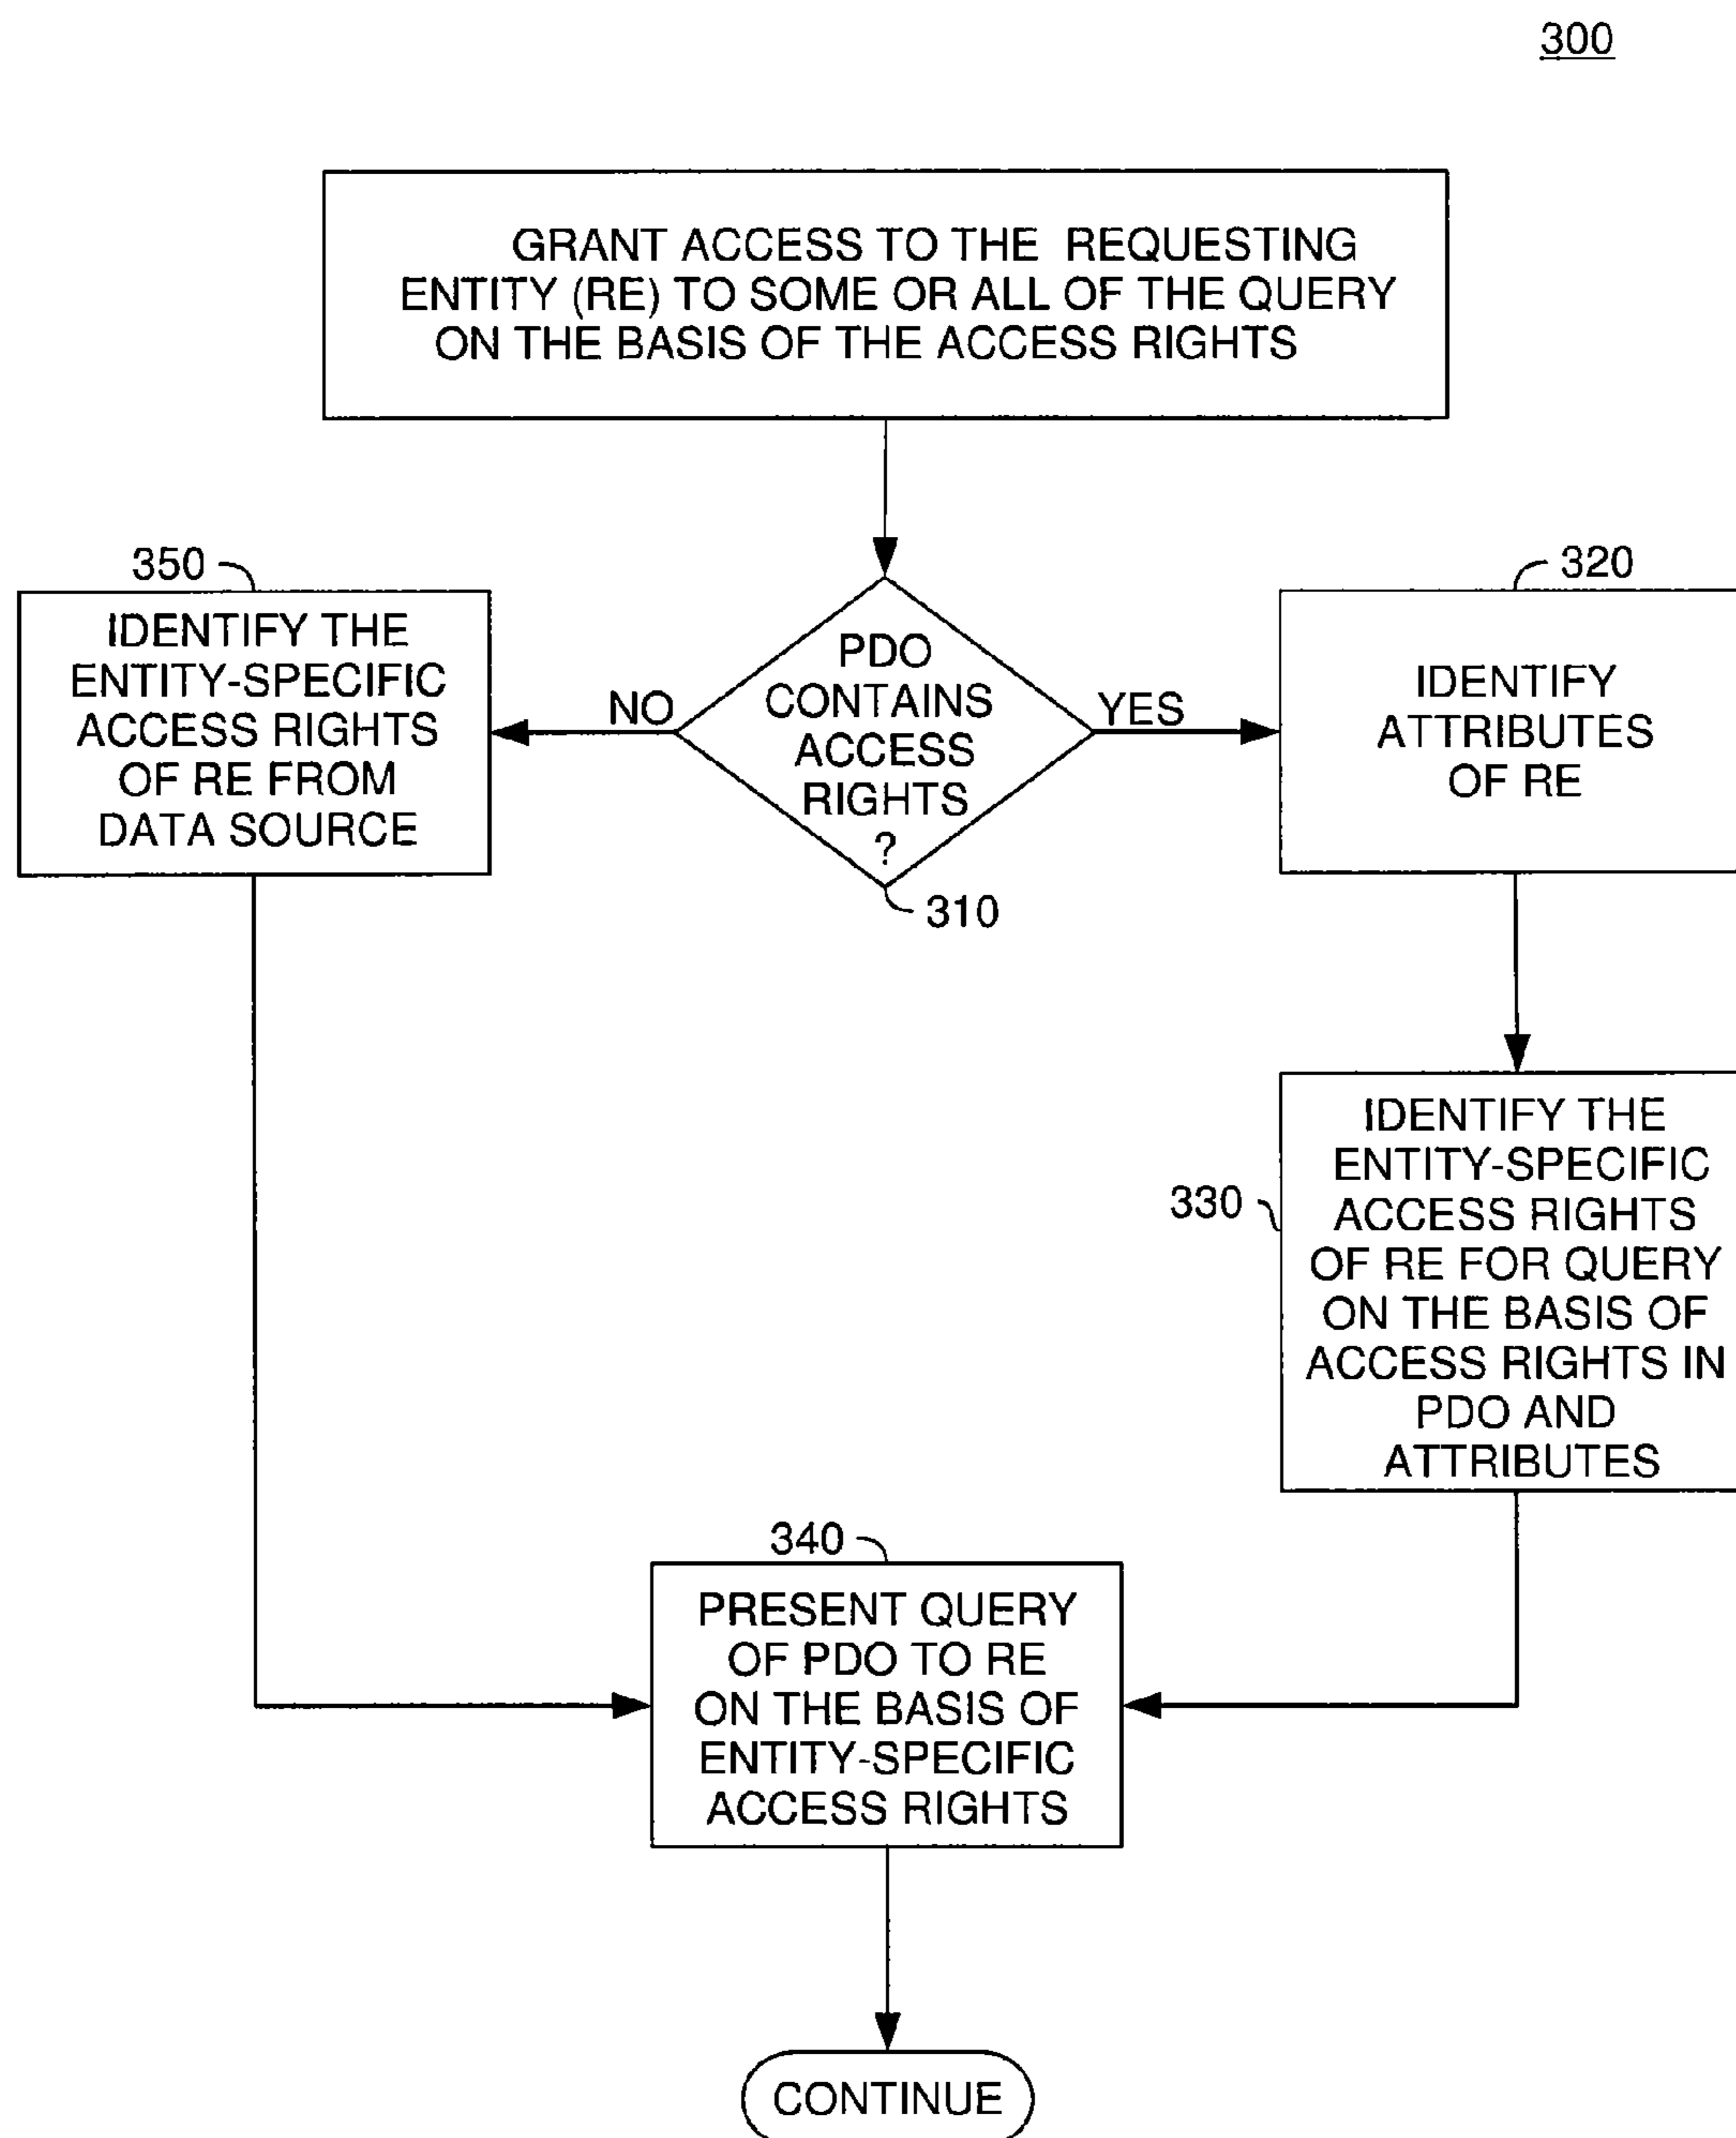 300
GRANT ACCESS TO THE REQUESTING
ENTITY (RE) TO SOME OR ALL OF THE QUERY
ON THE BASIS OF THE ACCESS RIGHTS
350
IDENTIFY THE
ENTITY-SPECIFIC
ACCESS RIGHTS
OF RE FROM
DATA SOURCE
NO
PDO
CONTAINS
ACCESS
RIGHTS
?
310
YES
320
IDENTIFY
ATTRIBUTES
OF RE
330
IDENTIFY THE
ENTITY-SPECIFIC
ACCESS RIGHTS
OF RE FOR QUERY
ON THE BASIS OF
ACCESS RIGHTS IN
PDO AND
ATTRIBUTES
340
PRESENT QUERY
OF PDO TO RE
ON THE BASIS OF
ENTITY-SPECIFIC
ACCESS RIGHTS
CONTINUE